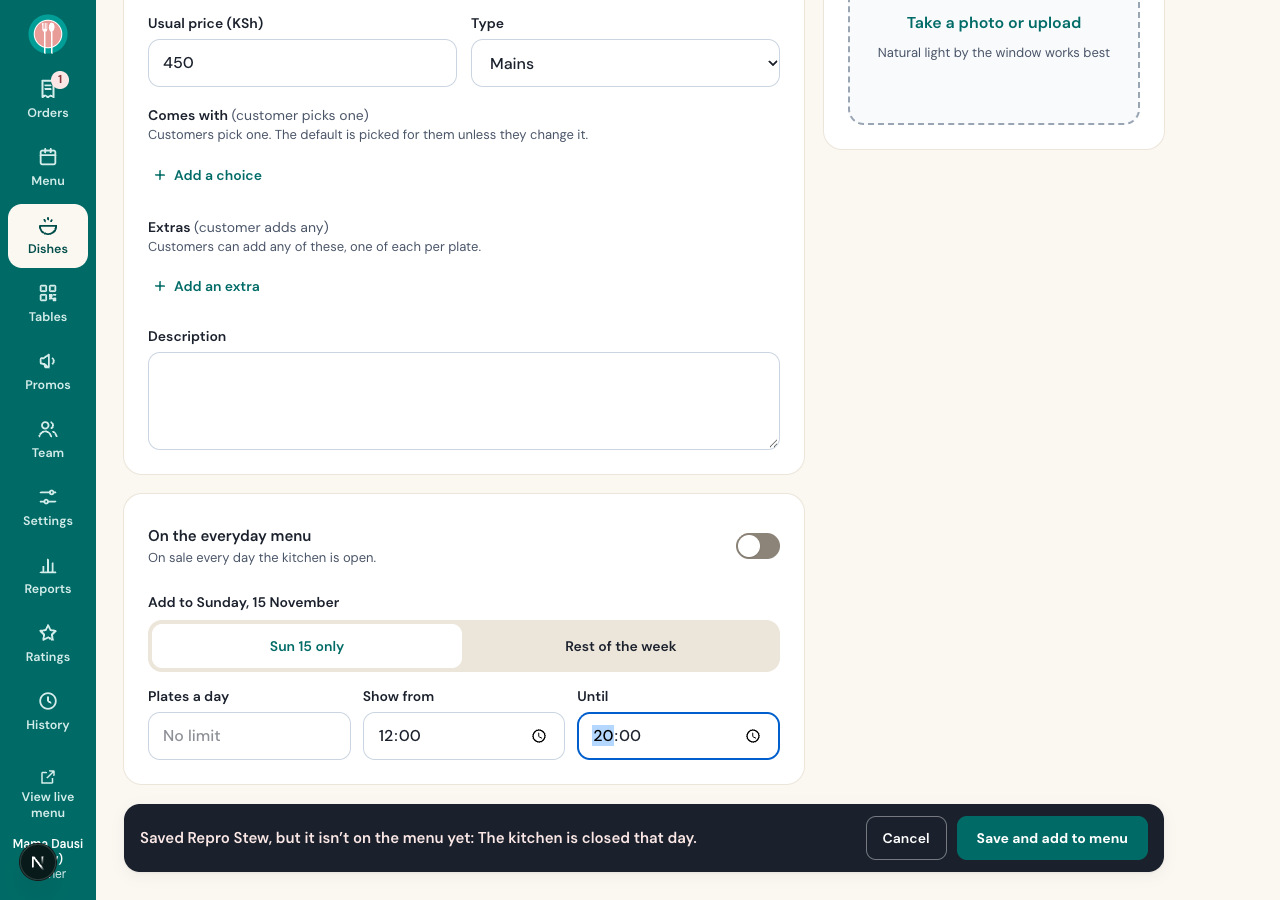 Usual price (KSh)
Type
450
Mains
Comes with (customer picks one)
Customers pick one. The default is picked for them unless they change it.
+ Add a choice
Extras (customer adds any)
Customers can add any of these, one of each per plate.
+ Add an extra
Description
Take a photo or upload
Natural light by the window works best
On the everyday menu
On sale every day the kitchen is open.
Add to Sunday, 15 November
Sun 15 only
Rest of the week
Plates a day
Show from
Until
No limit
12:00
20:00
Saved Repro Stew, but it isn’t on the menu yet: The kitchen is closed that day.
Cancel
Save and add to menu
1
Orders
Menu
Dishes
Tables
Promos
Team
Settings
Reports
Ratings
History
View live
menu
Mama Dausi
N